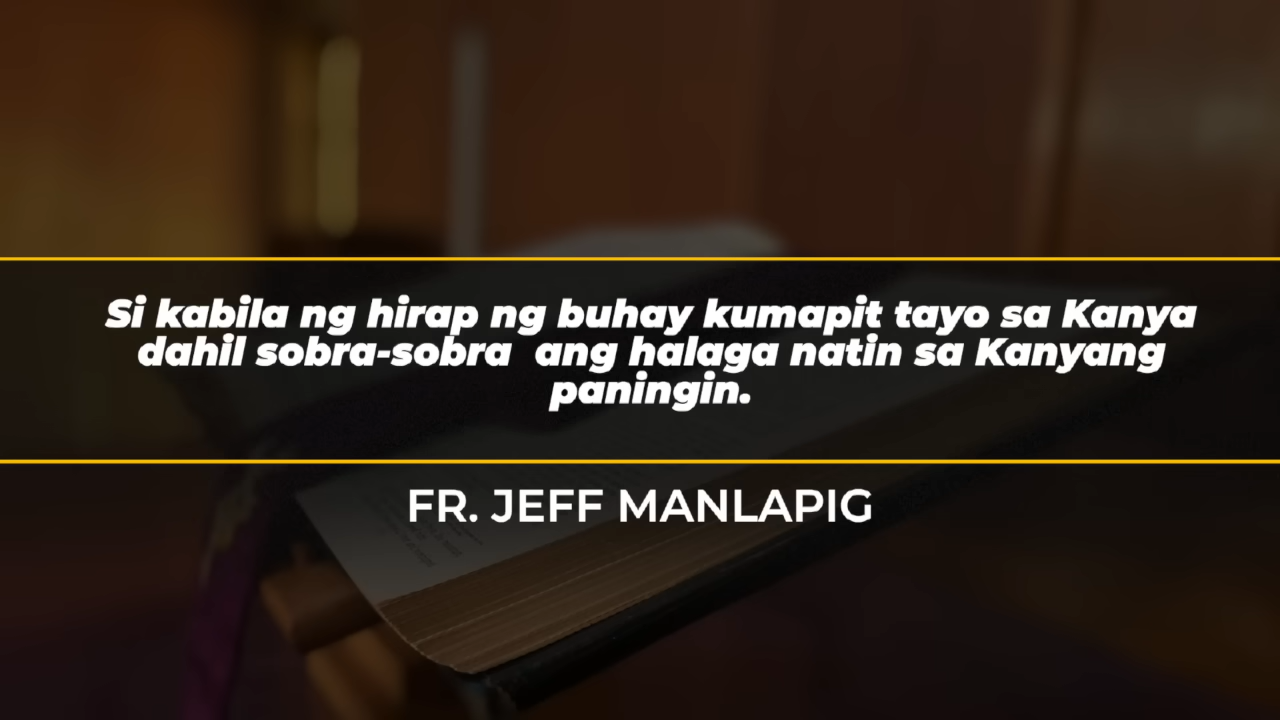 Si kabila ng hirap ng buhay kumapit tayo sa Kanya
dahil sobra-sobra  ang halaga natin sa Kanyang
paningin.
FR. JEFF MANLAPIG